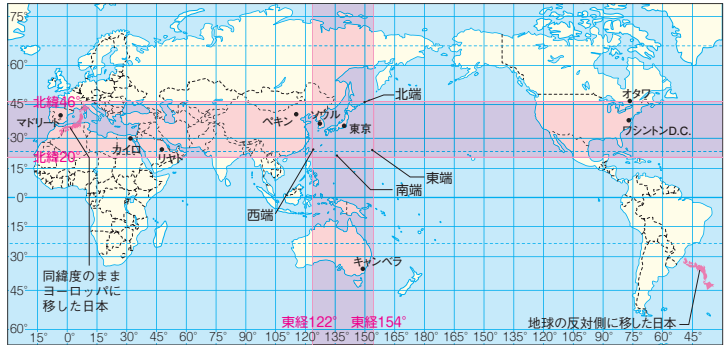 75°
60°
北緯46°
45°
マドリード
30°
北緯20°
15°
0°
15°
30°
45°
60°
カイロ
リヤド
ペキン
ソウル
東京
北端
東端
南端
西端
キャンベラ
オタワ
ワシントンD.C.
同緯度のまま
ヨーロッパに
移した日本
地球の反対側に移した日本
東経122° 東経154°
15° 0° 15° 30° 45° 60° 75° 90° 105° 120° 135° 150° 165° 180° 165° 150° 135° 120° 105° 90° 75° 60° 45°